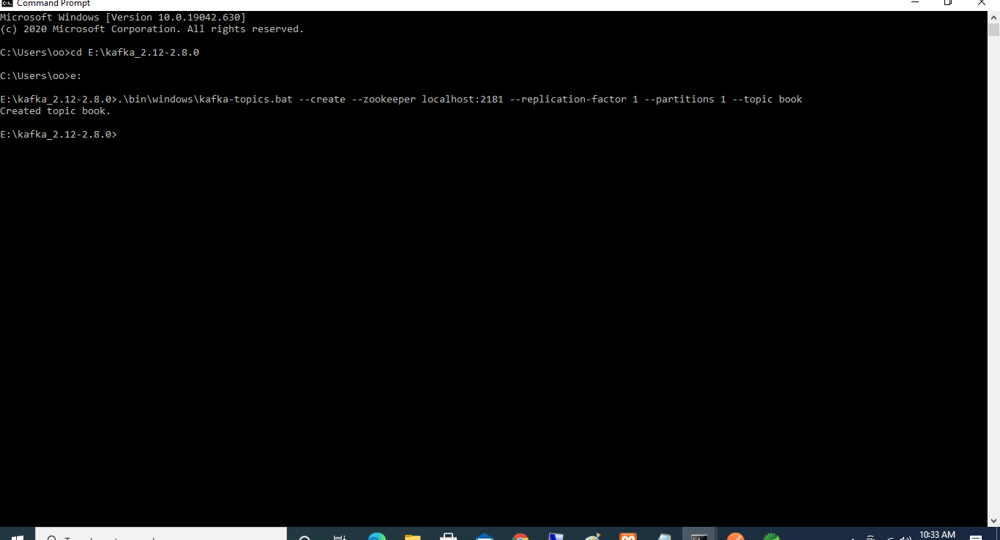 Command Prompt
Microsoft Windows [Version 10.0.19042.630]
(c) 2020 Microsoft Corporation. All rights reserved.
C:\Users\oo>cd E:\kafka_2.12-2.8.0
C:\Users\oo>e:
E:\kafka_2.12-2.8.0>.\bin\windows\kafka-topics.bat --create --zookeeper localhost:2181 --replication-factor 1 --partitions 1 --topic book
Created topic book.
E:\kafka_2.12-2.8.0>
10:33 AM